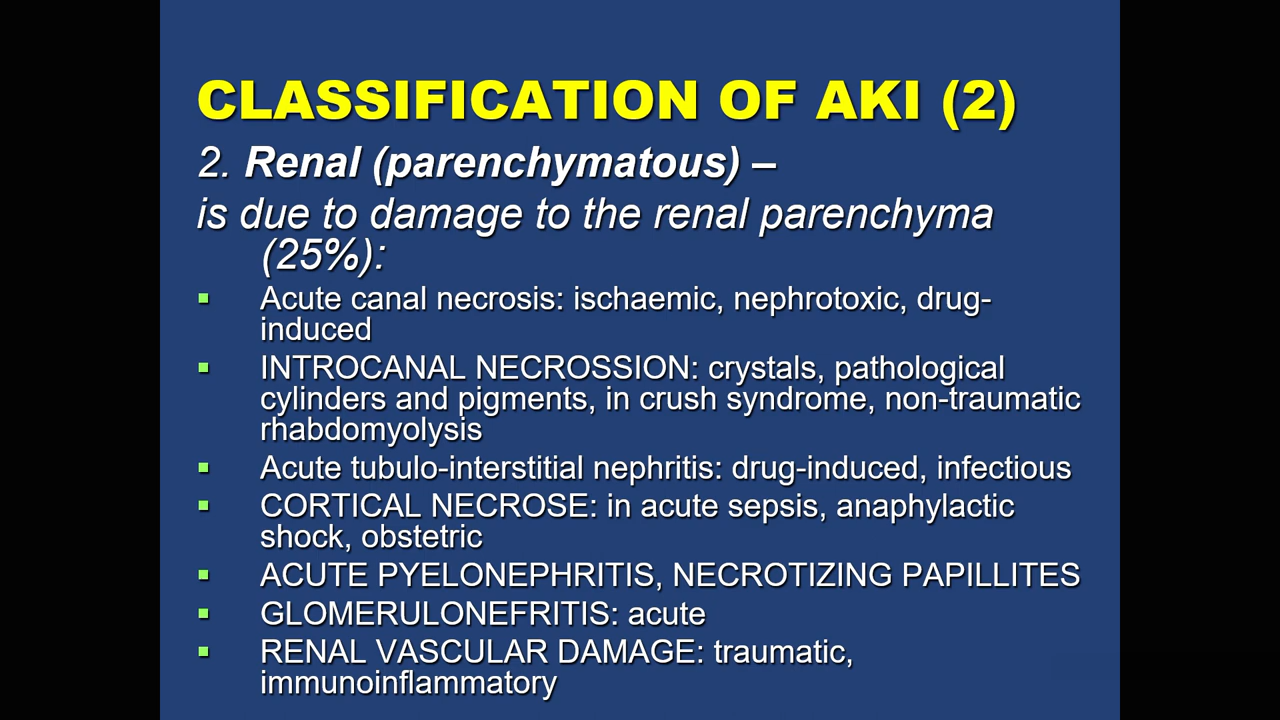 CLASSIFICATION OF AKI (2)
2. Renal (parenchymatous) –
is due to damage to the renal parenchyma
(25%):
▪ Acute canal necrosis: ischaemic, nephrotoxic, drug-
induced
▪ INTROCANAL NECROSSION: crystals, pathological
cylinders and pigments, in crush syndrome, non-traumatic
rhabdomyolysis
▪ Acute tubulo-interstitial nephritis: drug-induced, infectious
▪ CORTICAL NECROSE: in acute sepsis, anaphylactic
shock, obstetric
▪ ACUTE PYELONEPHRITIS, NECROTIZING PAPILLITES
▪ GLOMERULONEFRITIS: acute
▪ RENAL VASCULAR DAMAGE: traumatic,
immunoinflammatory